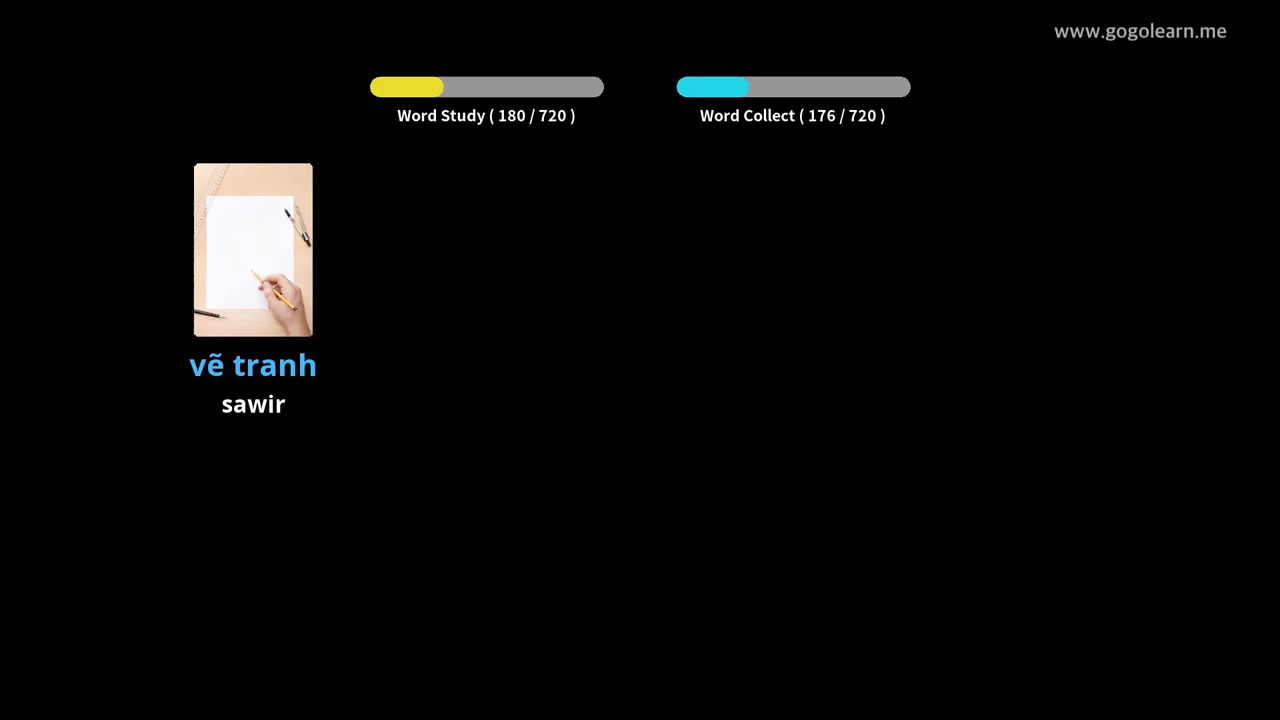 www.gogolearn.me
Word Study ( 180 / 720 )
Word Collect ( 176 / 720 )
vẽ tranh
sawir